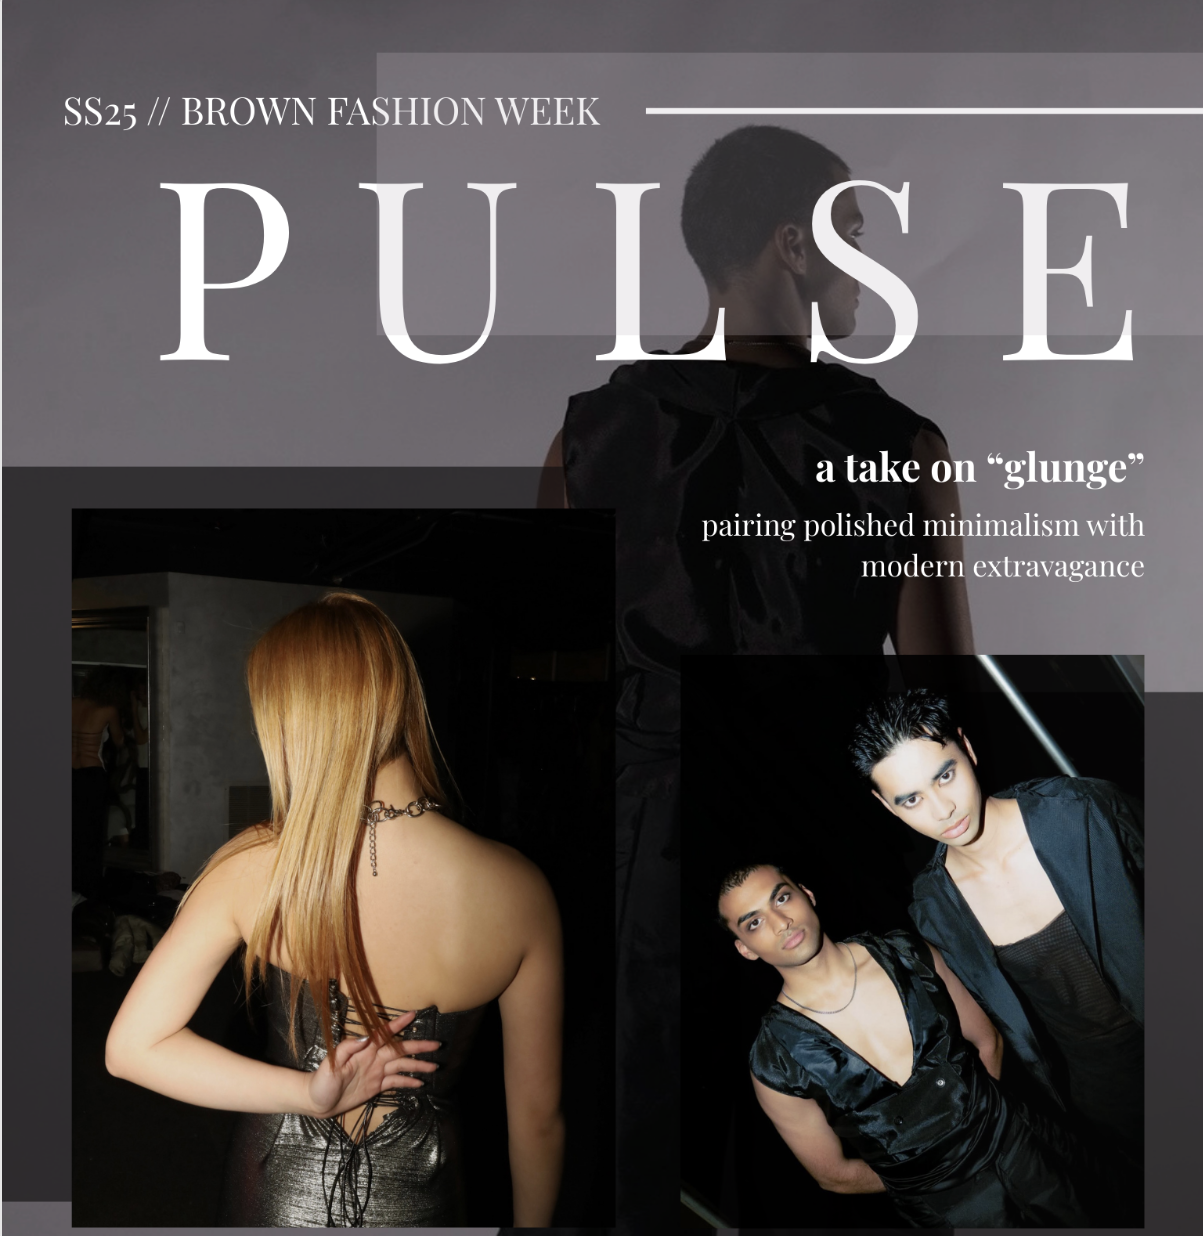 SS25 // BROWN FASHION WEEK
PULSE
a take on “glunge”
pairing polished minimalism with
modern extravagance